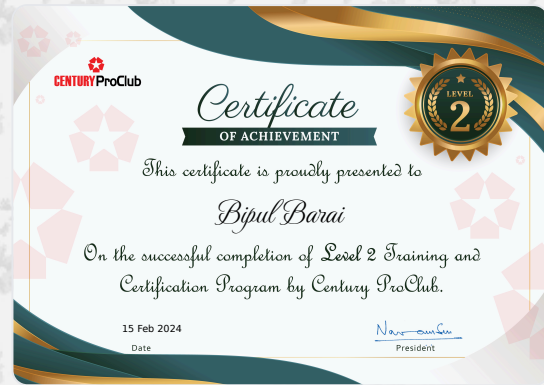 CENTURY ProClub
LEVEL
2
Certificate
OF ACHIEVEMENT
This certificate is proudly presented to
Bipul Barai
On the successful completion of Level 2 Training and
Certification Program by Century ProClub.
15 Feb 2024
Date
President